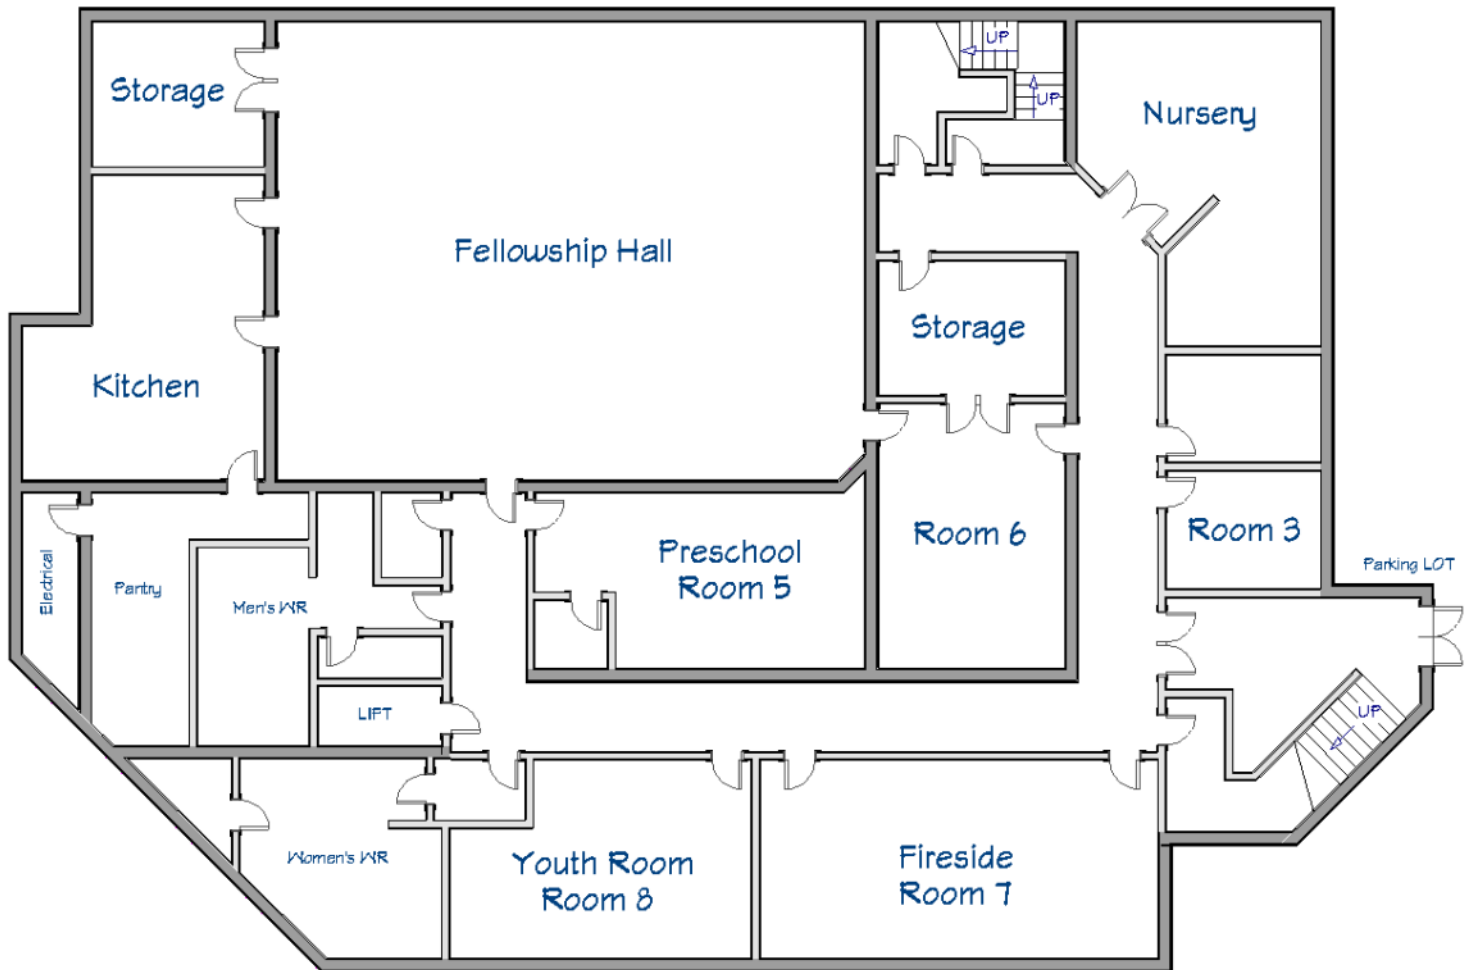 UP
Storage
UP
Nursery
Fellowship Hall
Storage
Kitchen
Room 6
Room 3
Preschool
Room 5
Parking LOT
Electrical
Pantry
Men's WR
LIFT
UP
Women's WR
Youth Room
Room 8
Fireside
Room 7